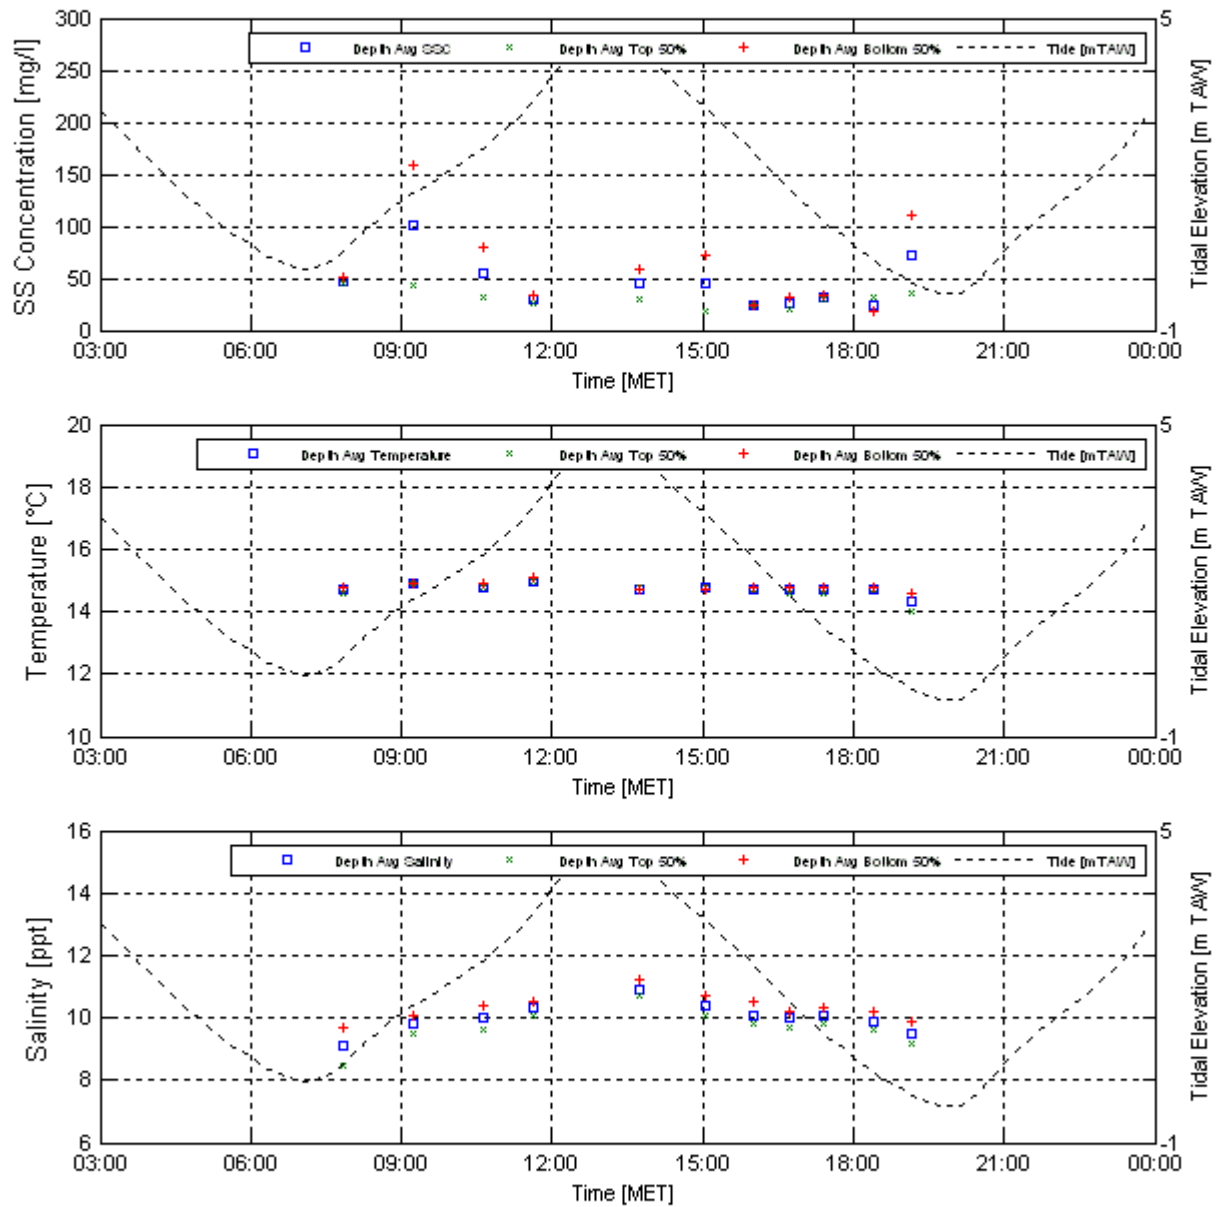 300
5
Depth Avg SSC
Depth Avg Top 50%
Depth Avg Bottom 50%
Tide [mTAW]
250
200
150
100
50
0
-1
SS Concentration [mg/l]
Tidal Elevation [m TAW]
03:00
06:00
09:00
12:00
15:00
18:00
21:00
00:00
Time [MET]
20
5
Depth Avg Temperature
Depth Avg Top 50%
Depth Avg Bottom 50%
Tide [mTAW]
18
16
14
12
10
-1
Temperature [°C]
Tidal Elevation [m TAW]
03:00
06:00
09:00
12:00
15:00
18:00
21:00
00:00
Time [MET]
16
5
Depth Avg Salinity
Depth Avg Top 50%
Depth Avg Bottom 50%
Tide [mTAW]
14
12
10
8
6
-1
Salinity [ppt]
Tidal Elevation [m TAW]
03:00
06:00
09:00
12:00
15:00
18:00
21:00
00:00
Time [MET]